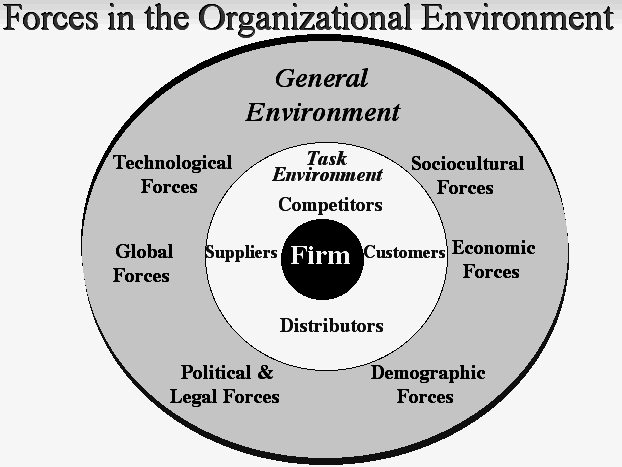 Forces in the Organizational Environment
General
Environment
Technological
Forces
Task
Environment
Sociocultural
Forces
Competitors
Global
Forces
Suppliers
Firm
Customers
Economic
Forces
Distributors
Political &
Legal Forces
Demographic
Forces